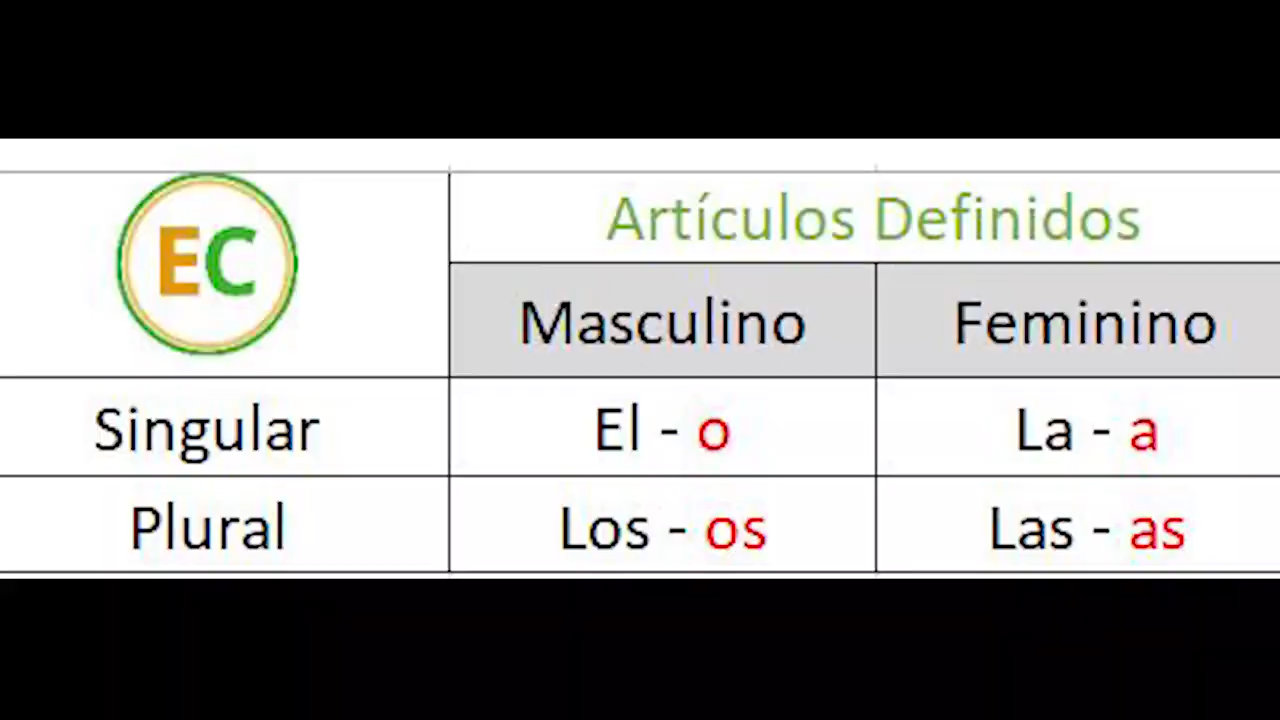 EC
Artículos Definidos
Masculino Feminino
Singular El - o La - a
Plural Los - os Las - as